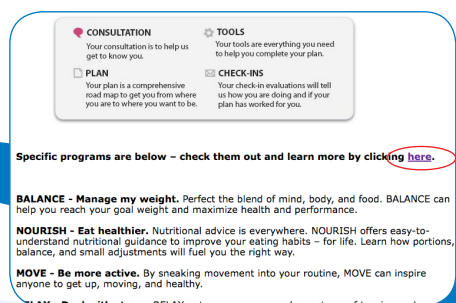 CONSULTATION
Your consultation is to help us
get to know you.
TOOLS
Your tools are everything you need
to help you complete your plan.
PLAN
Your plan is a comprehensive
road map to get you from where
you are to where you want to be.
CHECK-INS
Your check-in evaluations will tell
us how you are doing and if your
plan has worked for you.
Specific programs are below – check them out and learn more by clicking here.
BALANCE - Manage my weight. Perfect the blend of mind, body, and food. BALANCE can
help you reach your goal weight and maximize health and performance.
NOURISH - Eat healthier. Nutritional advice is everywhere. NOURISH offers easy-to-
understand nutritional guidance to improve your eating habits – for life. Learn how portions,
balance, and small adjustments will fuel you the right way.
MOVE - Be more active. By sneaking movement into your routine, MOVE can inspire
anyone to get up, moving, and healthy.